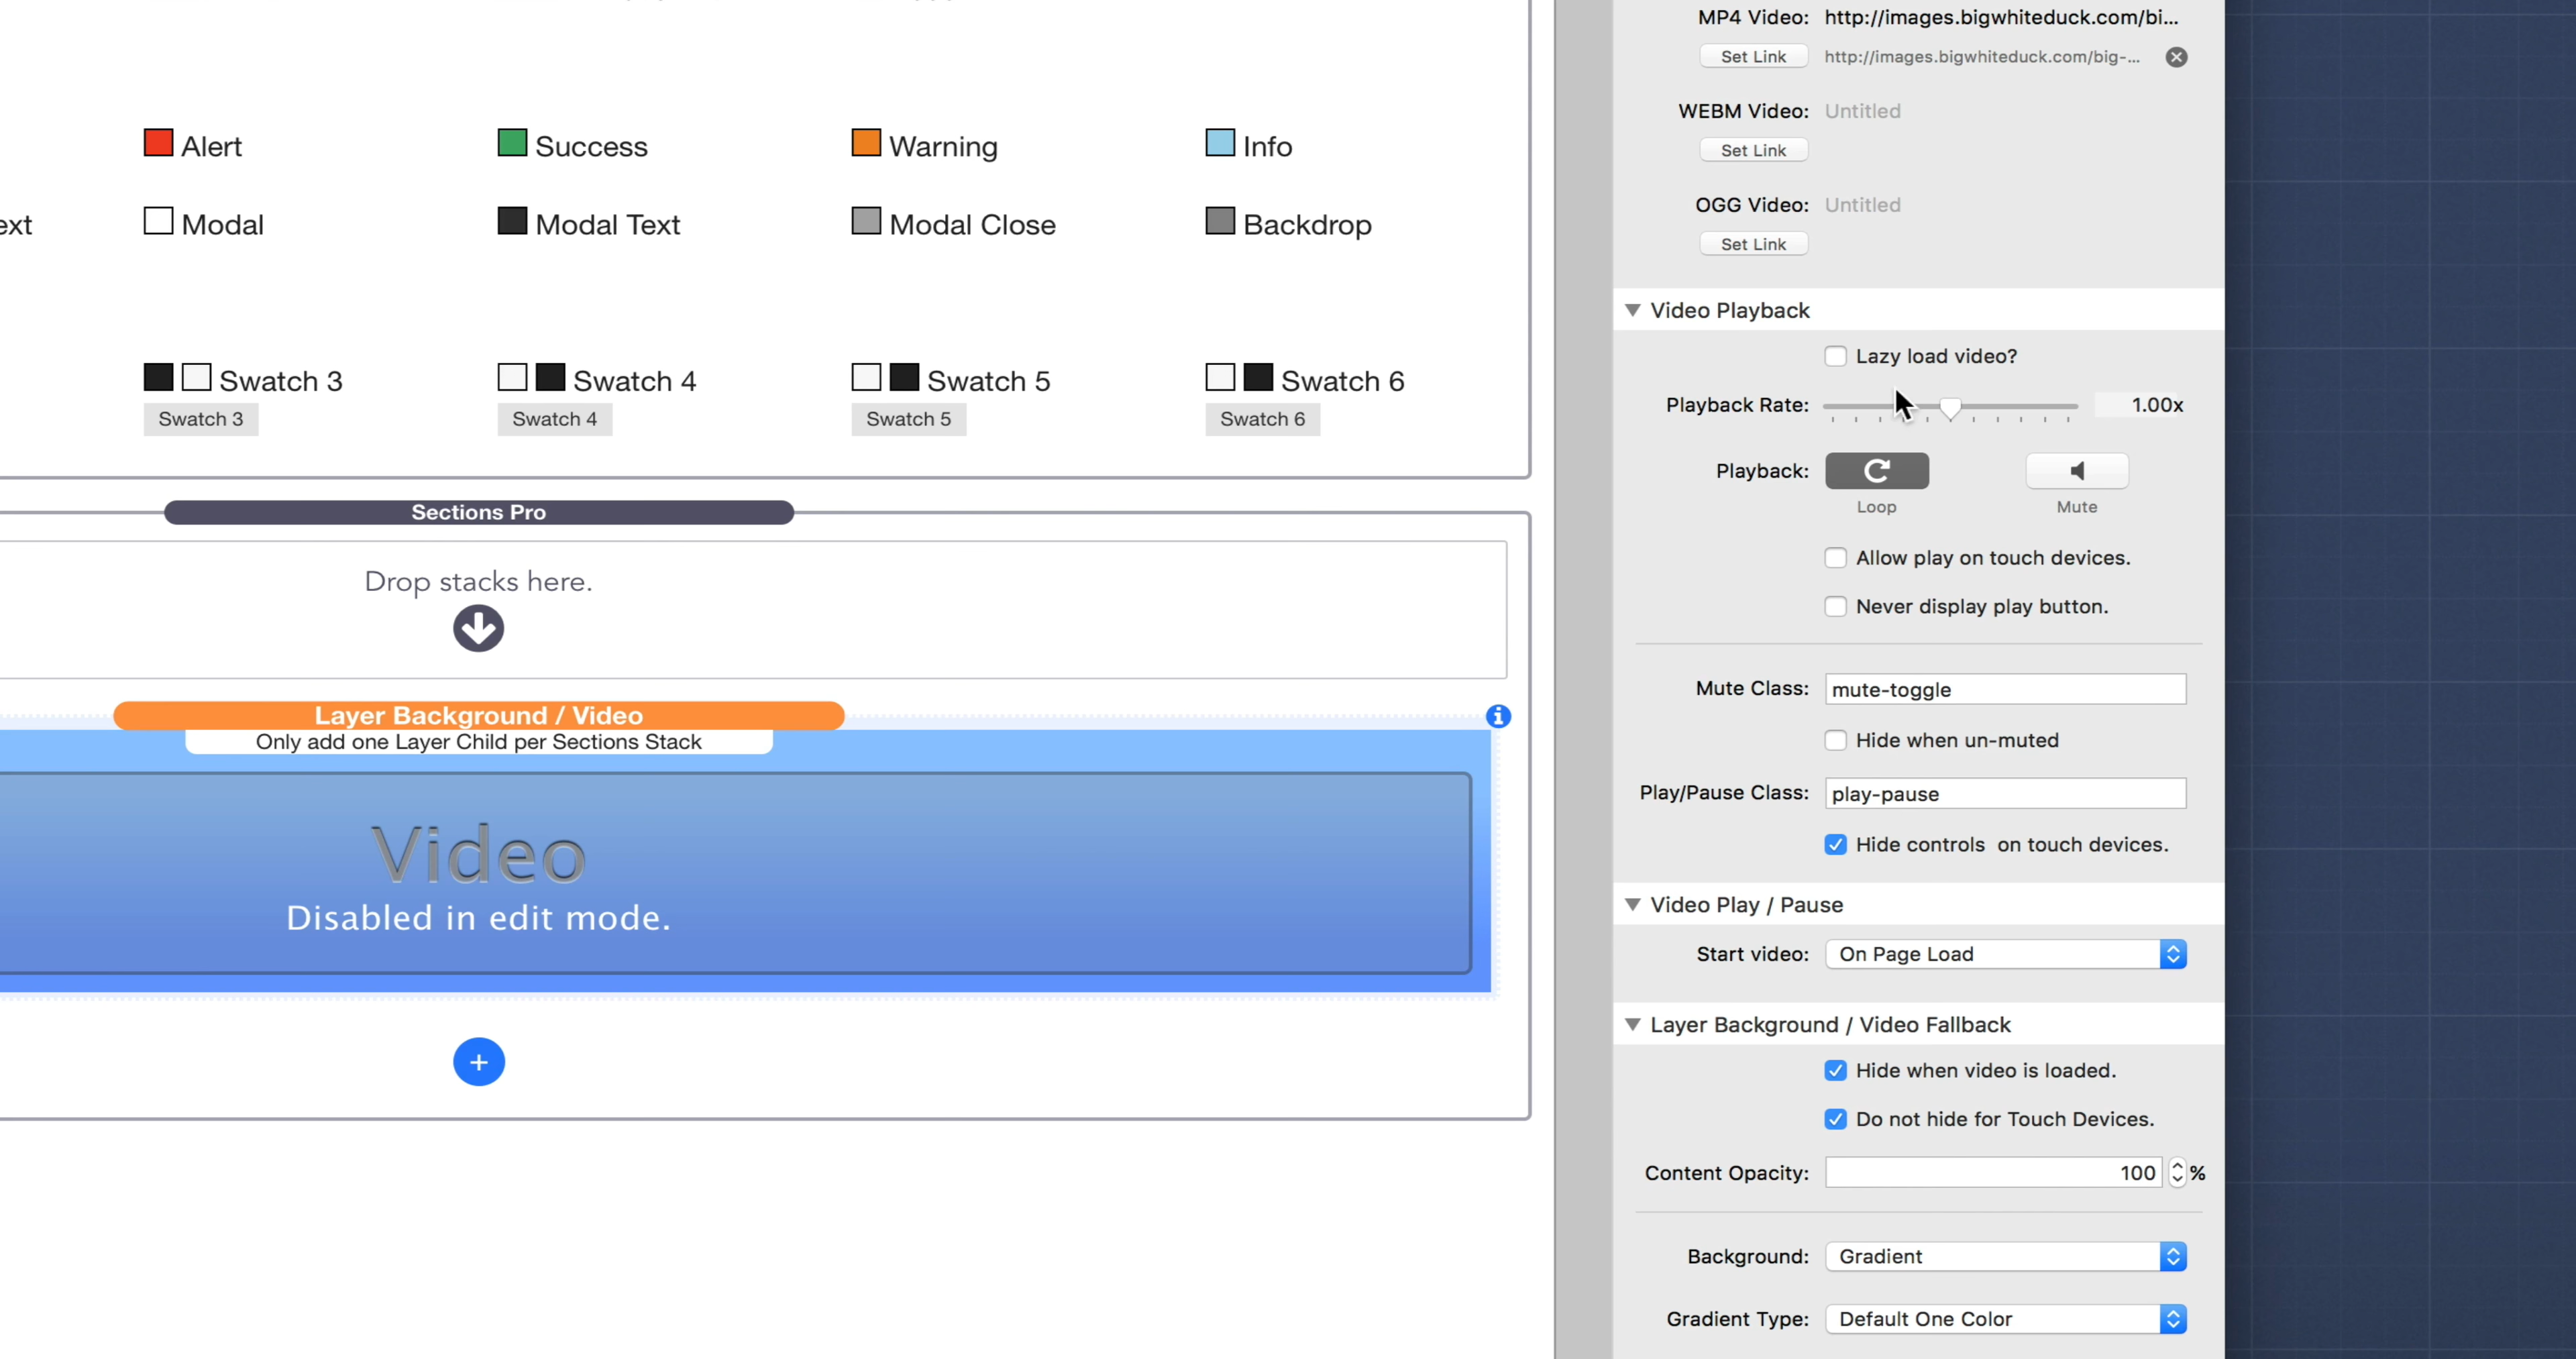 Alert
Success
Warning
Info
ext
Modal
Modal Text
Modal Close
Backdrop
Swatch 3
Swatch 4
Swatch 5
Swatch 6
Swatch 3
Swatch 4
Swatch 5
Swatch 6
Sections Pro
Drop stacks here.
Layer Background / Video
Only add one Layer Child per Sections Stack
Video
Disabled in edit mode.
+
MP4 Video: http://images.bigwhiteduck.com/bi...
Set Link http://images.bigwhiteduck.com/big-...
WEBM Video: Untitled
Set Link
OGG Video: Untitled
Set Link
Video Playback
Lazy load video?
Playback Rate: 1.00x
Playback:
Loop
Mute
Allow play on touch devices.
Never display play button.
Mute Class: mute-toggle
Hide when un-muted
Play/Pause Class: play-pause
Hide controls on touch devices.
Video Play / Pause
Start video: On Page Load
Layer Background / Video Fallback
Hide when video is loaded.
Do not hide for Touch Devices.
Content Opacity: 100 %
Background: Gradient
Gradient Type: Default One Color